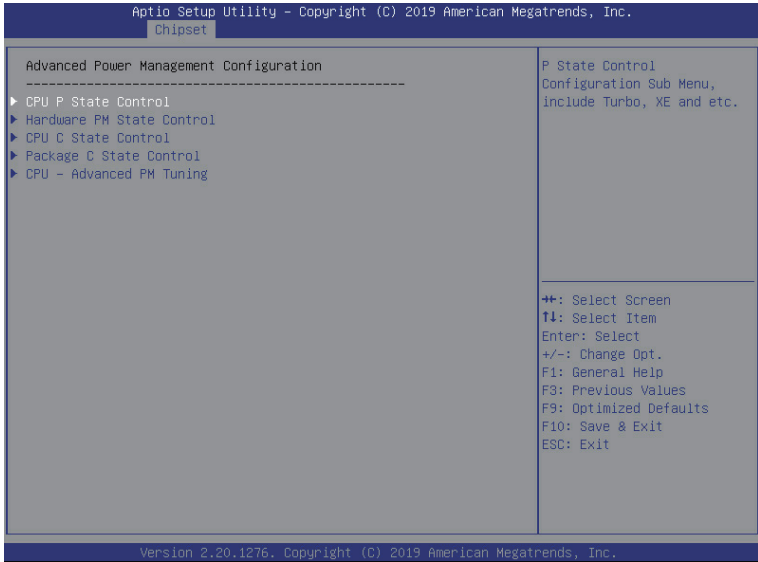 Aptio Setup Utility – Copyright (C) 2019 American Megatrends, Inc.
Chipset
Advanced Power Management Configuration
--------------------------------------------------
▶ CPU P State Control
▶ Hardware PM State Control
▶ CPU C State Control
▶ Package C State Control
▶ CPU – Advanced PM Tuning
P State Control
Configuration Sub Menu,
include Turbo, XE and etc.
→←: Select Screen
↑↓: Select Item
Enter: Select
+/-: Change Opt.
F1: General Help
F3: Previous Values
F9: Optimized Defaults
F10: Save & Exit
ESC: Exit
Version 2.20.1276. Copyright (C) 2019 American Megatrends, Inc.